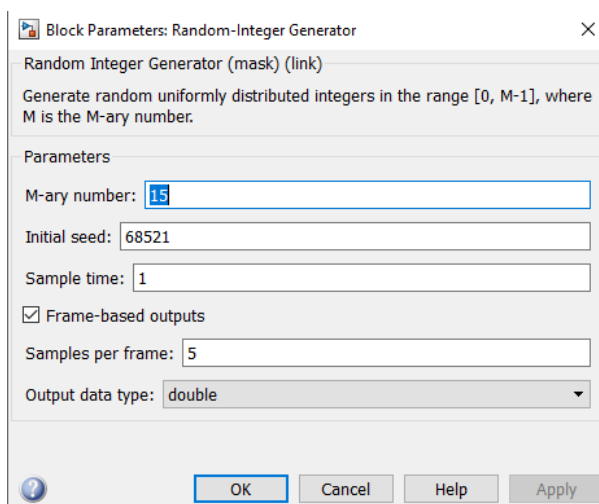 Block Parameters: Random-Integer Generator
Random Integer Generator (mask) (link)
Generate random uniformly distributed integers in the range [0, M-1], where
M is the M-ary number.
Parameters
M-ary number: 15
Initial seed: 68521
Sample time: 1
Frame-based outputs
Samples per frame: 5
Output data type: double
OK Cancel Help Apply